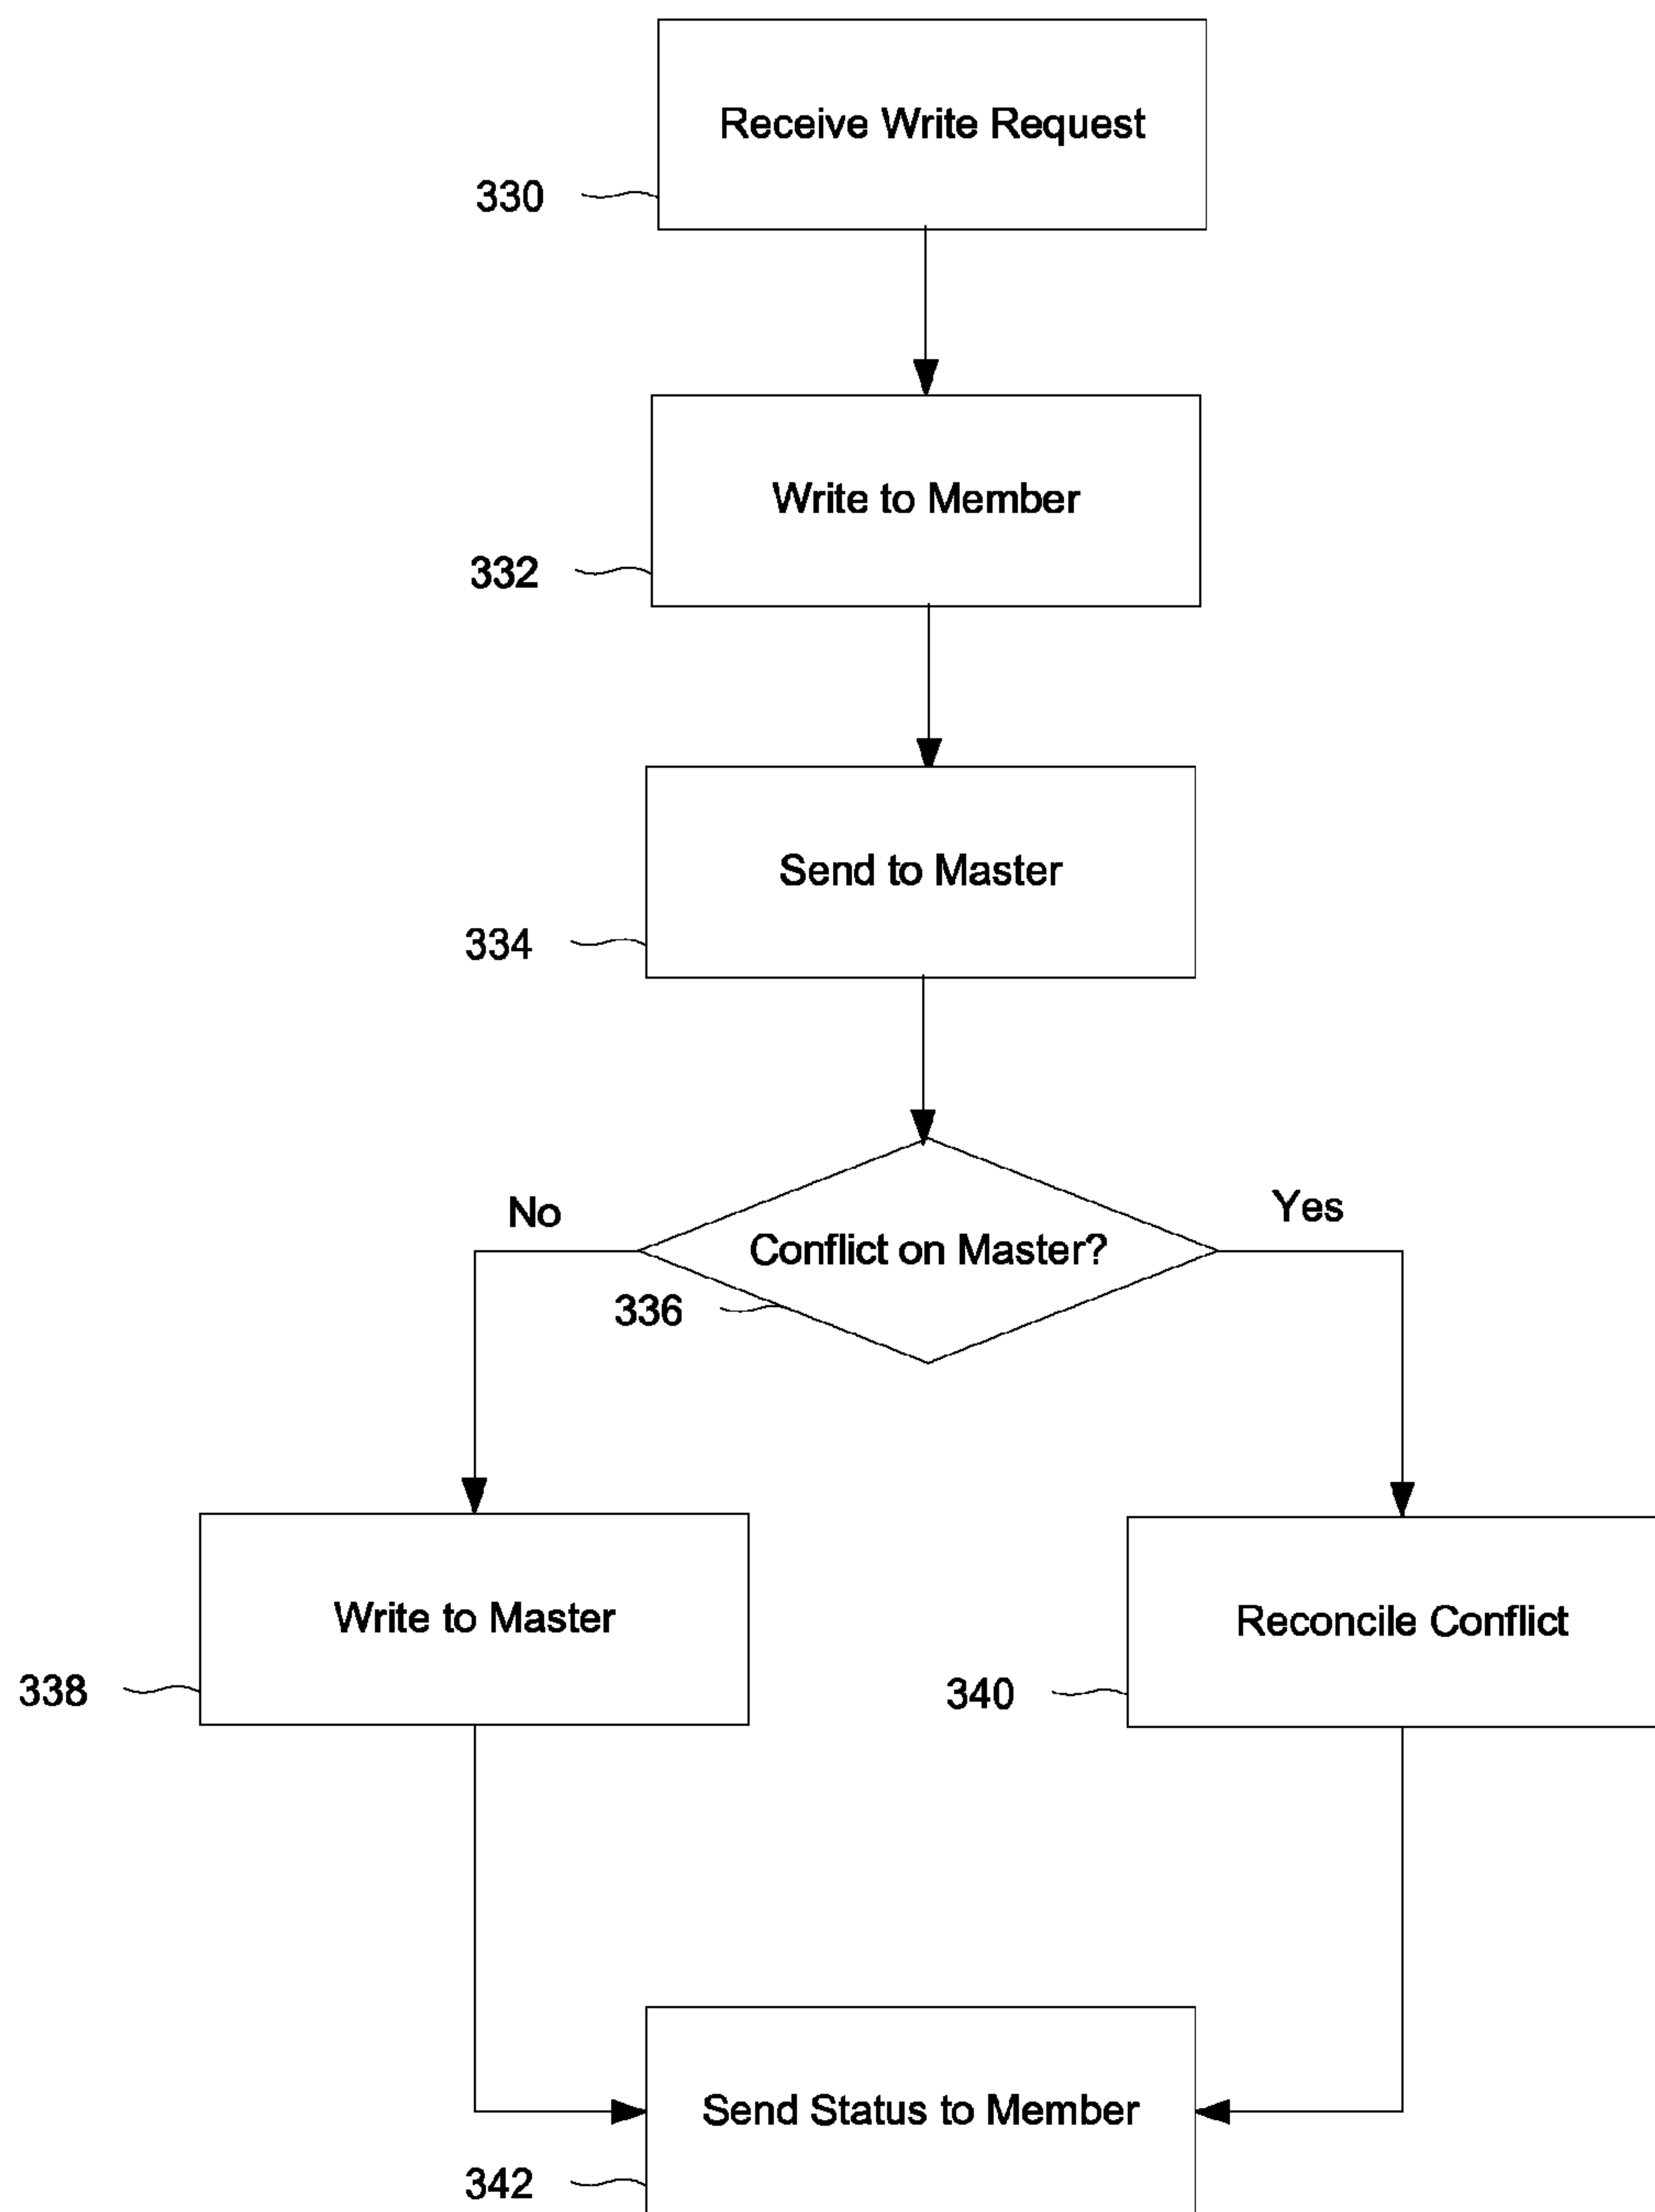 Receive Write Request
330
Write to Member
332
Send to Master
334
No
Yes
Conflict on Master?
336
Write to Master
338
Reconcile Conflict
340
Send Status to Member
342